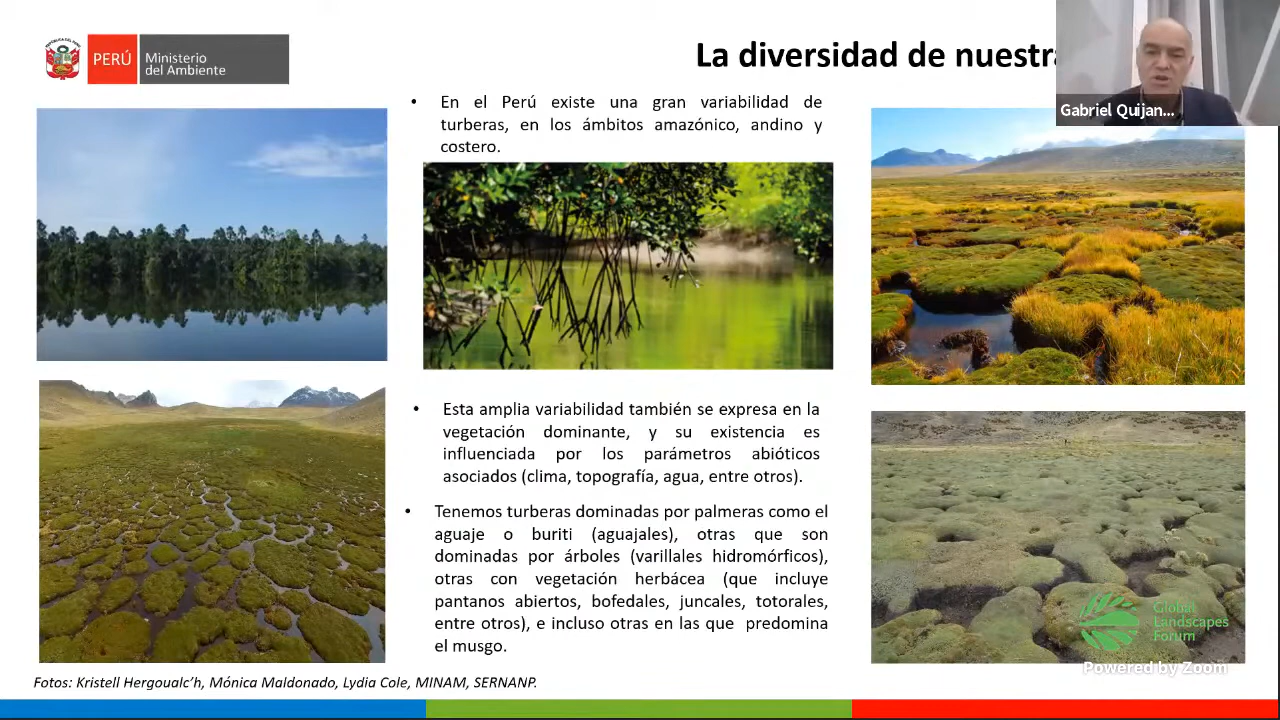 PERÚ
Ministerio
del Ambiente
La diversidad de nuestra
Gabriel Quijan...
• En el Perú existe una gran variabilidad de
turberas, en los ámbitos amazónico, andino y
costero.
• Esta amplia variabilidad también se expresa en la
vegetación dominante, y su existencia es
influenciada por los parámetros abióticos
asociados (clima, topografía, agua, entre otros).
• Tenemos turberas dominadas por palmeras como el
aguaje o buriti (aguajales), otras que son
dominadas por árboles (varillales hidromórficos),
otras con vegetación herbácea (que incluye
pantanos abiertos, bofedales, juncales, totorales,
entre otros), e incluso otras en las que predomina
el musgo.
Global
Landscapes
Forum
Powered by Zoom
Fotos: Kristell Hergoualc’h, Mónica Maldonado, Lydia Cole, MINAM, SERNANP.